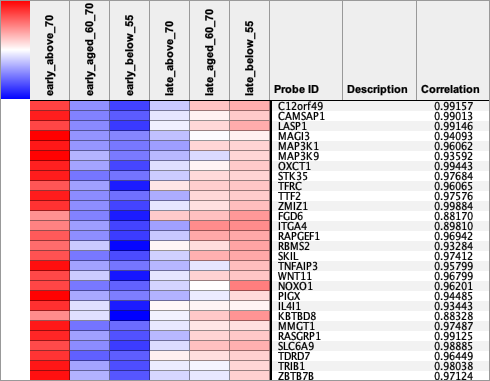 early_above_70
early_aged_60_70
early_below_55
late_above_70
late_aged_60_70
late_below_55
Probe ID Description Correlation
C12orf49 0.99157
CAMSAP1 0.99013
LASP1 0.99146
MAGI3 0.94093
MAP3K1 0.96062
MAP3K9 0.93592
OXCT1 0.99443
STK35 0.97684
TFRC 0.96065
TTF2 0.97576
ZMIZ1 0.99884
FGD6 0.88170
ITGA4 0.89810
RAPGEF1 0.96942
RBMS2 0.93284
SKIL 0.97412
TNFAIP3 0.95799
WNT11 0.96799
NOXO1 0.96201
PIGX 0.94485
IL4I1 0.93443
KBTBD8 0.88328
MMGT1 0.97487
RASGRP1 0.99125
SLC6A9 0.98885
TDRD7 0.96449
TRIB1 0.98038
ZBTB7B 0.97124